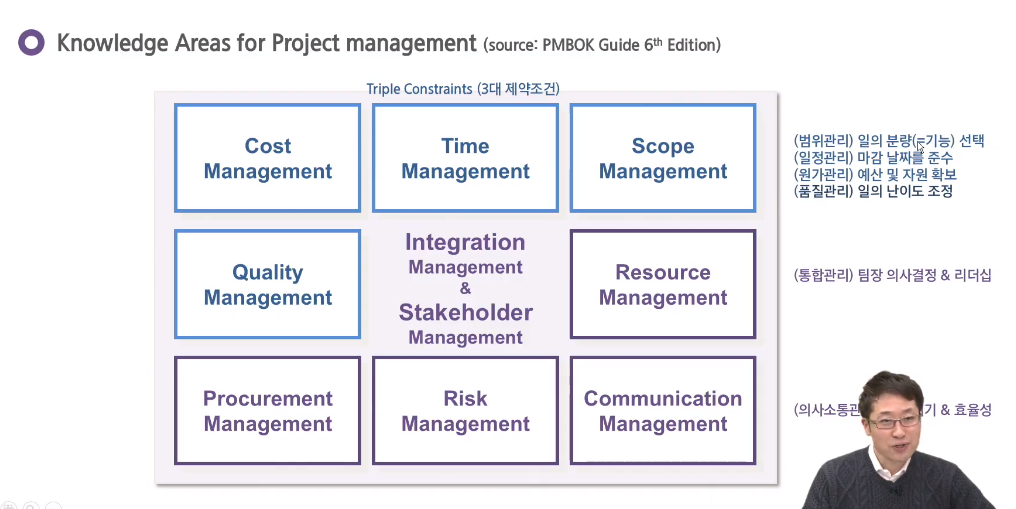 Knowledge Areas for Project management (source: PMBOK Guide 6th Edition)
Triple Constraints (3대 제약조건)
Cost
Management
Time
Management
Scope
Management
(범위관리) 일의 분량(=기능) 선택
(일정관리) 마감 날짜를 준수
(원가관리) 예산 및 자원 확보
(품질관리) 일의 난이도 조정
Quality
Management
Integration
Management
&
Stakeholder
Management
Resource
Management
(통합관리) 팀장 의사결정 & 리더십
Procurement
Management
Risk
Management
Communication
Management
(의사소통관 기 & 효율성